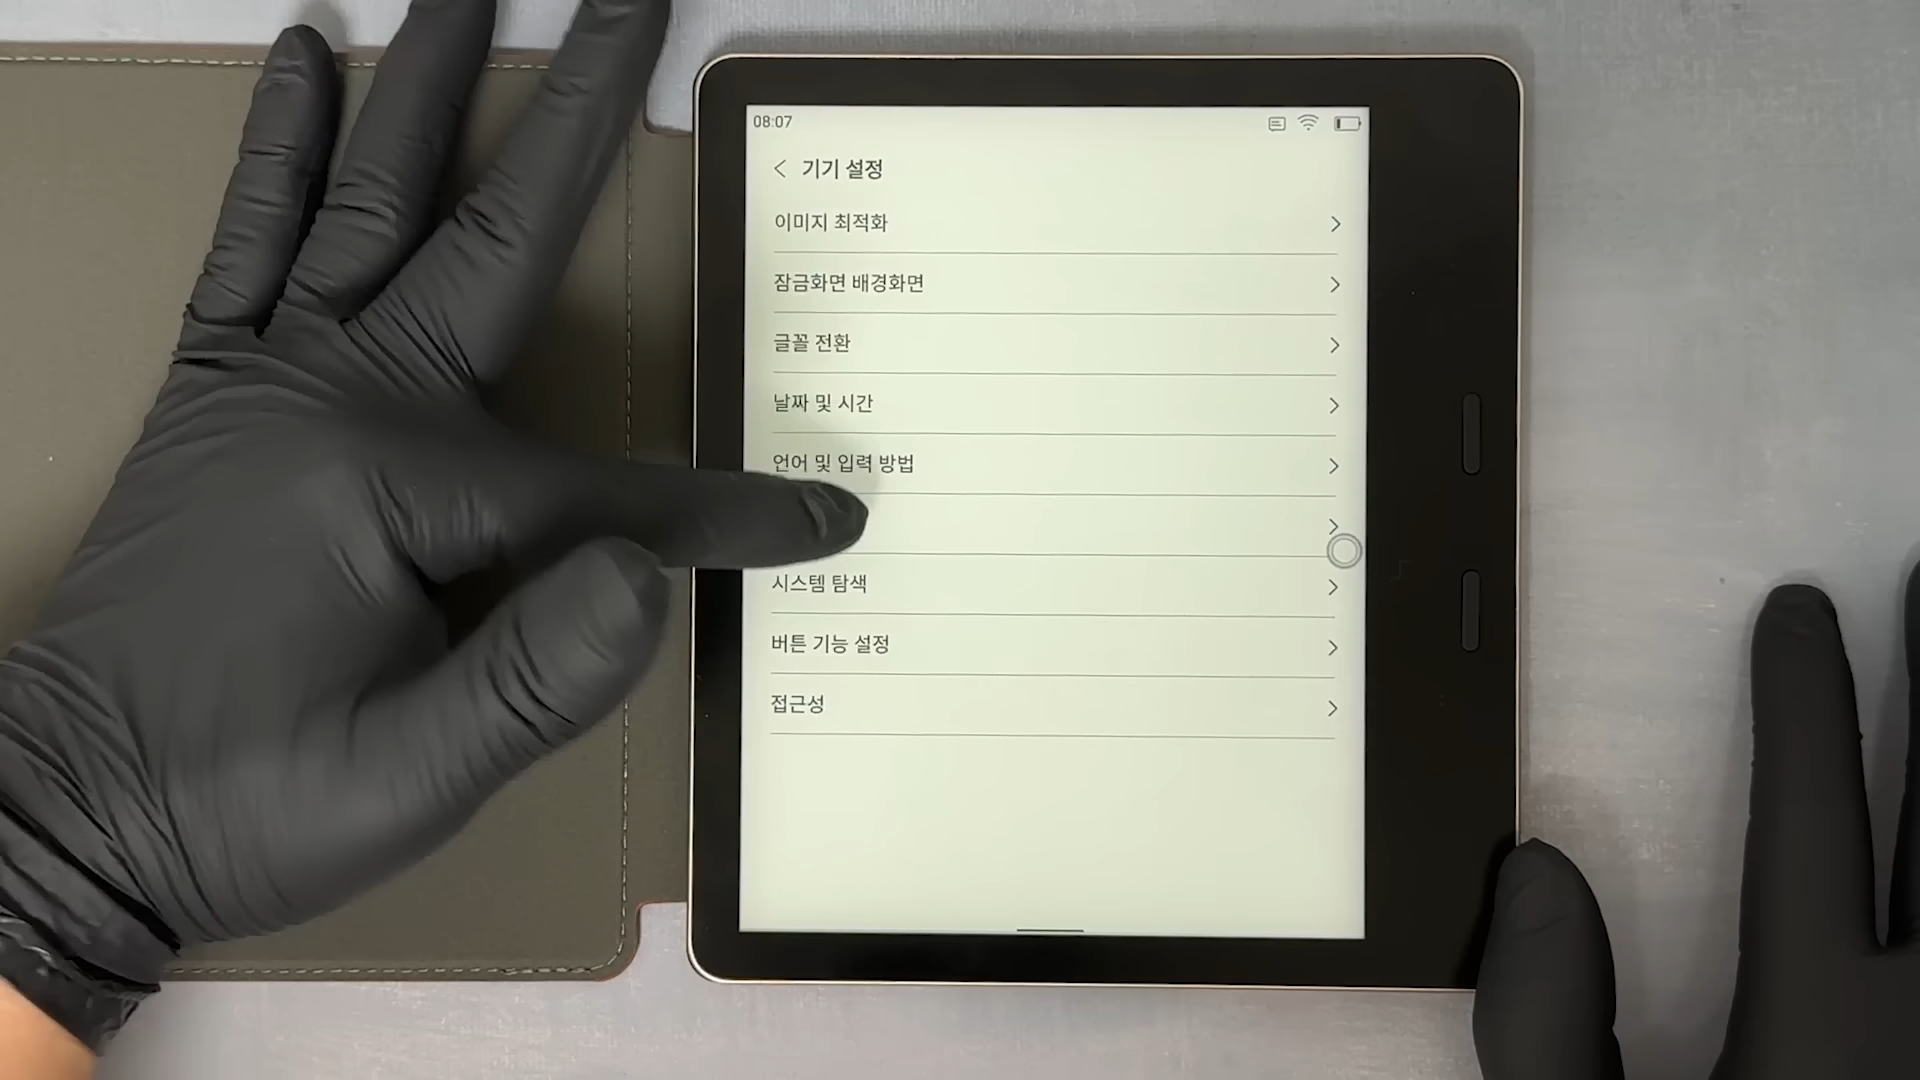 08:07
기기 설정
이미지 최적화
잠금화면 배경화면
글꼴 전환
날짜 및 시간
언어 및 입력 방법
시스템 탐색
버튼 기능 설정
접근성